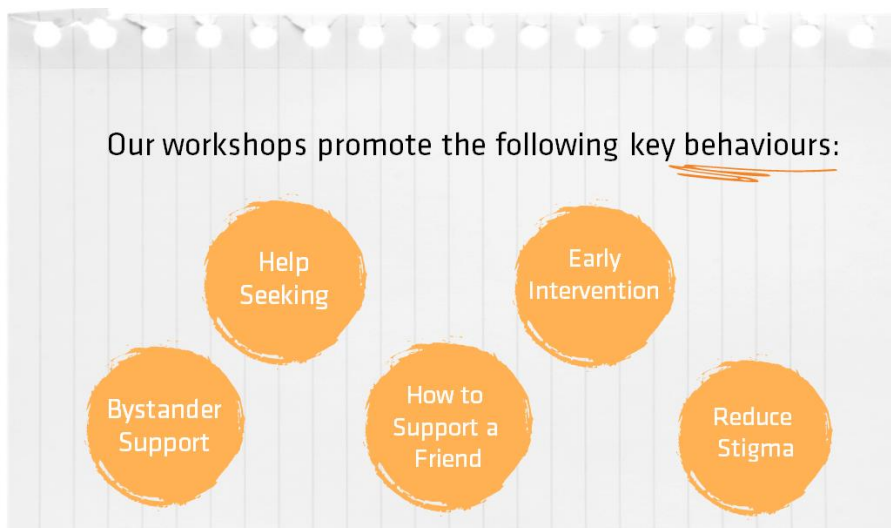 Our workshops promote the following key behaviours:
Help
Seeking
Early
Intervention
Bystander
Support
How to
Support a
Friend
Reduce
Stigma